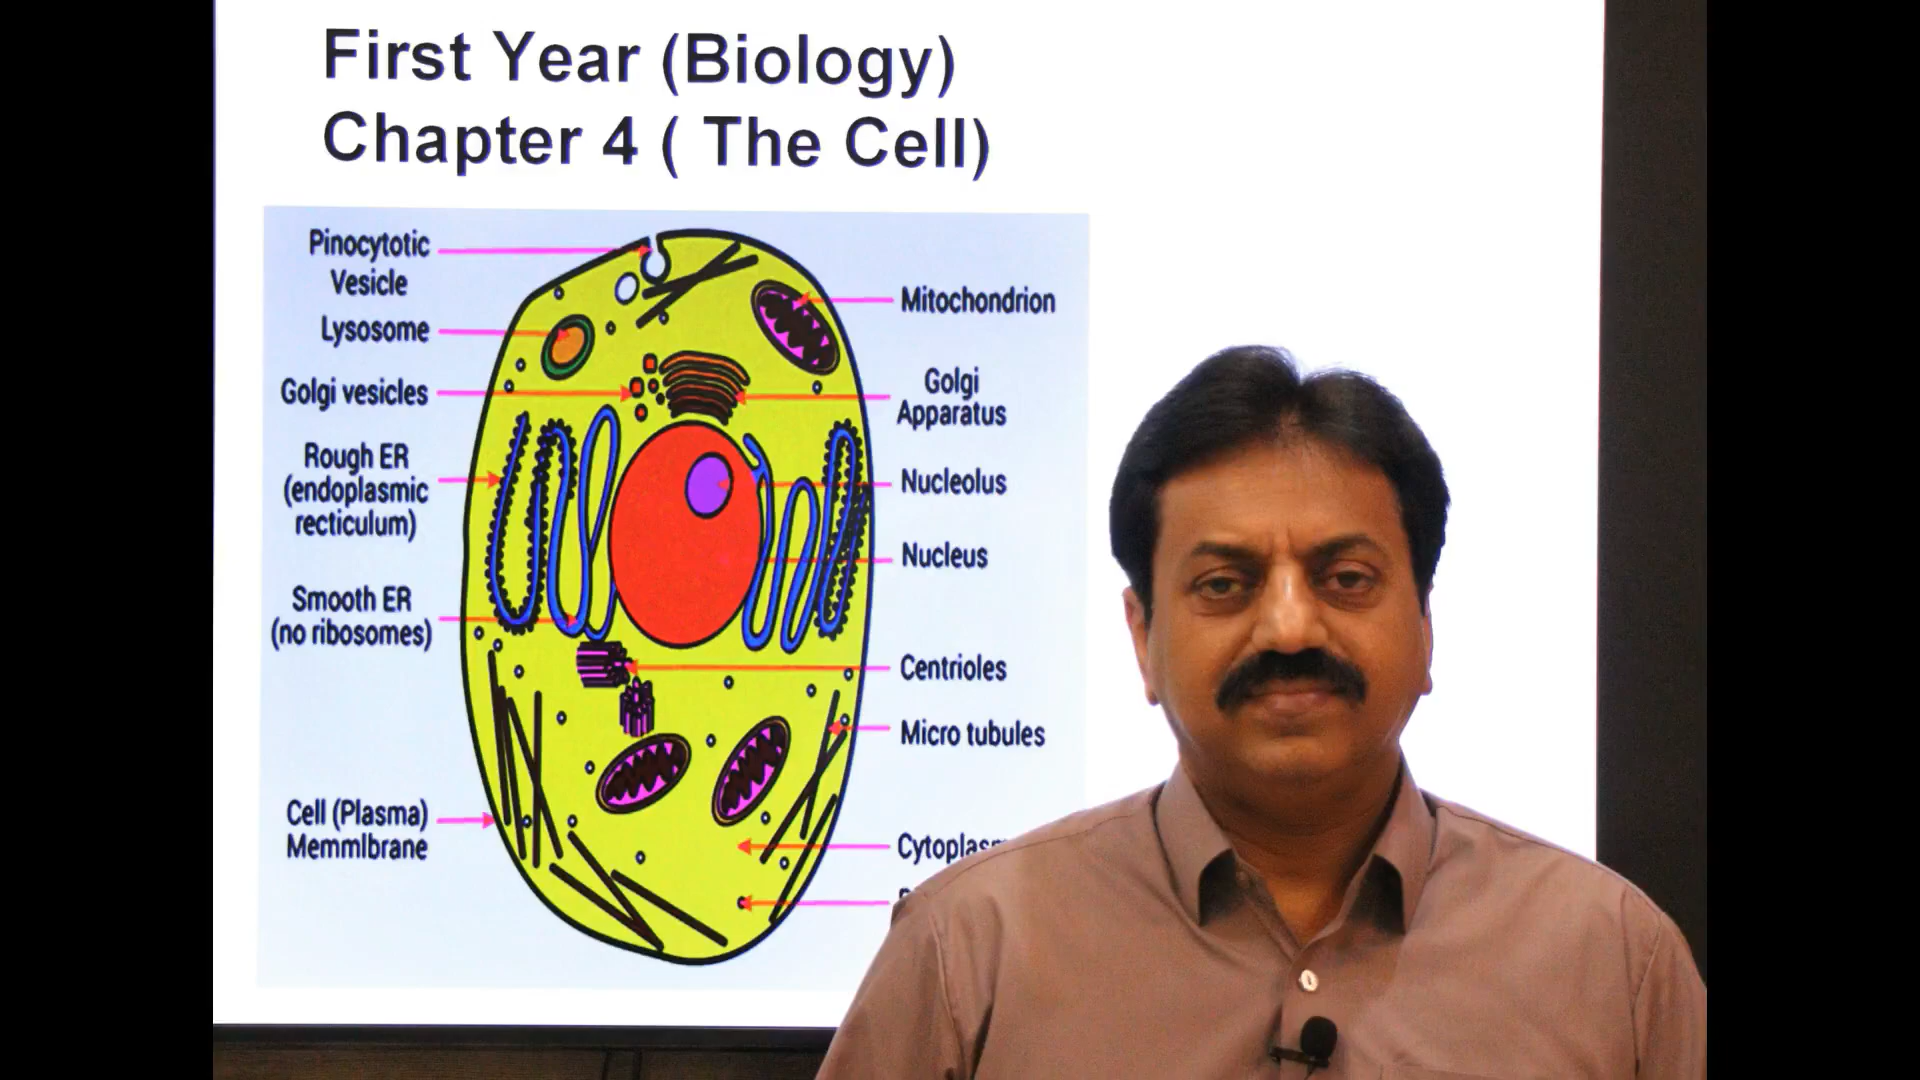 First Year (Biology)
Chapter 4 ( The Cell)
Pinocytotic
Vesicle
Lysosome
Golgi vesicles
Rough ER
(endoplasmic
recticulum)
Smooth ER
(no ribosomes)
Cell (Plasma)
Memmlbrane
Mitochondrion
Golgi
Apparatus
Nucleolus
Nucleus
Centrioles
Micro tubules